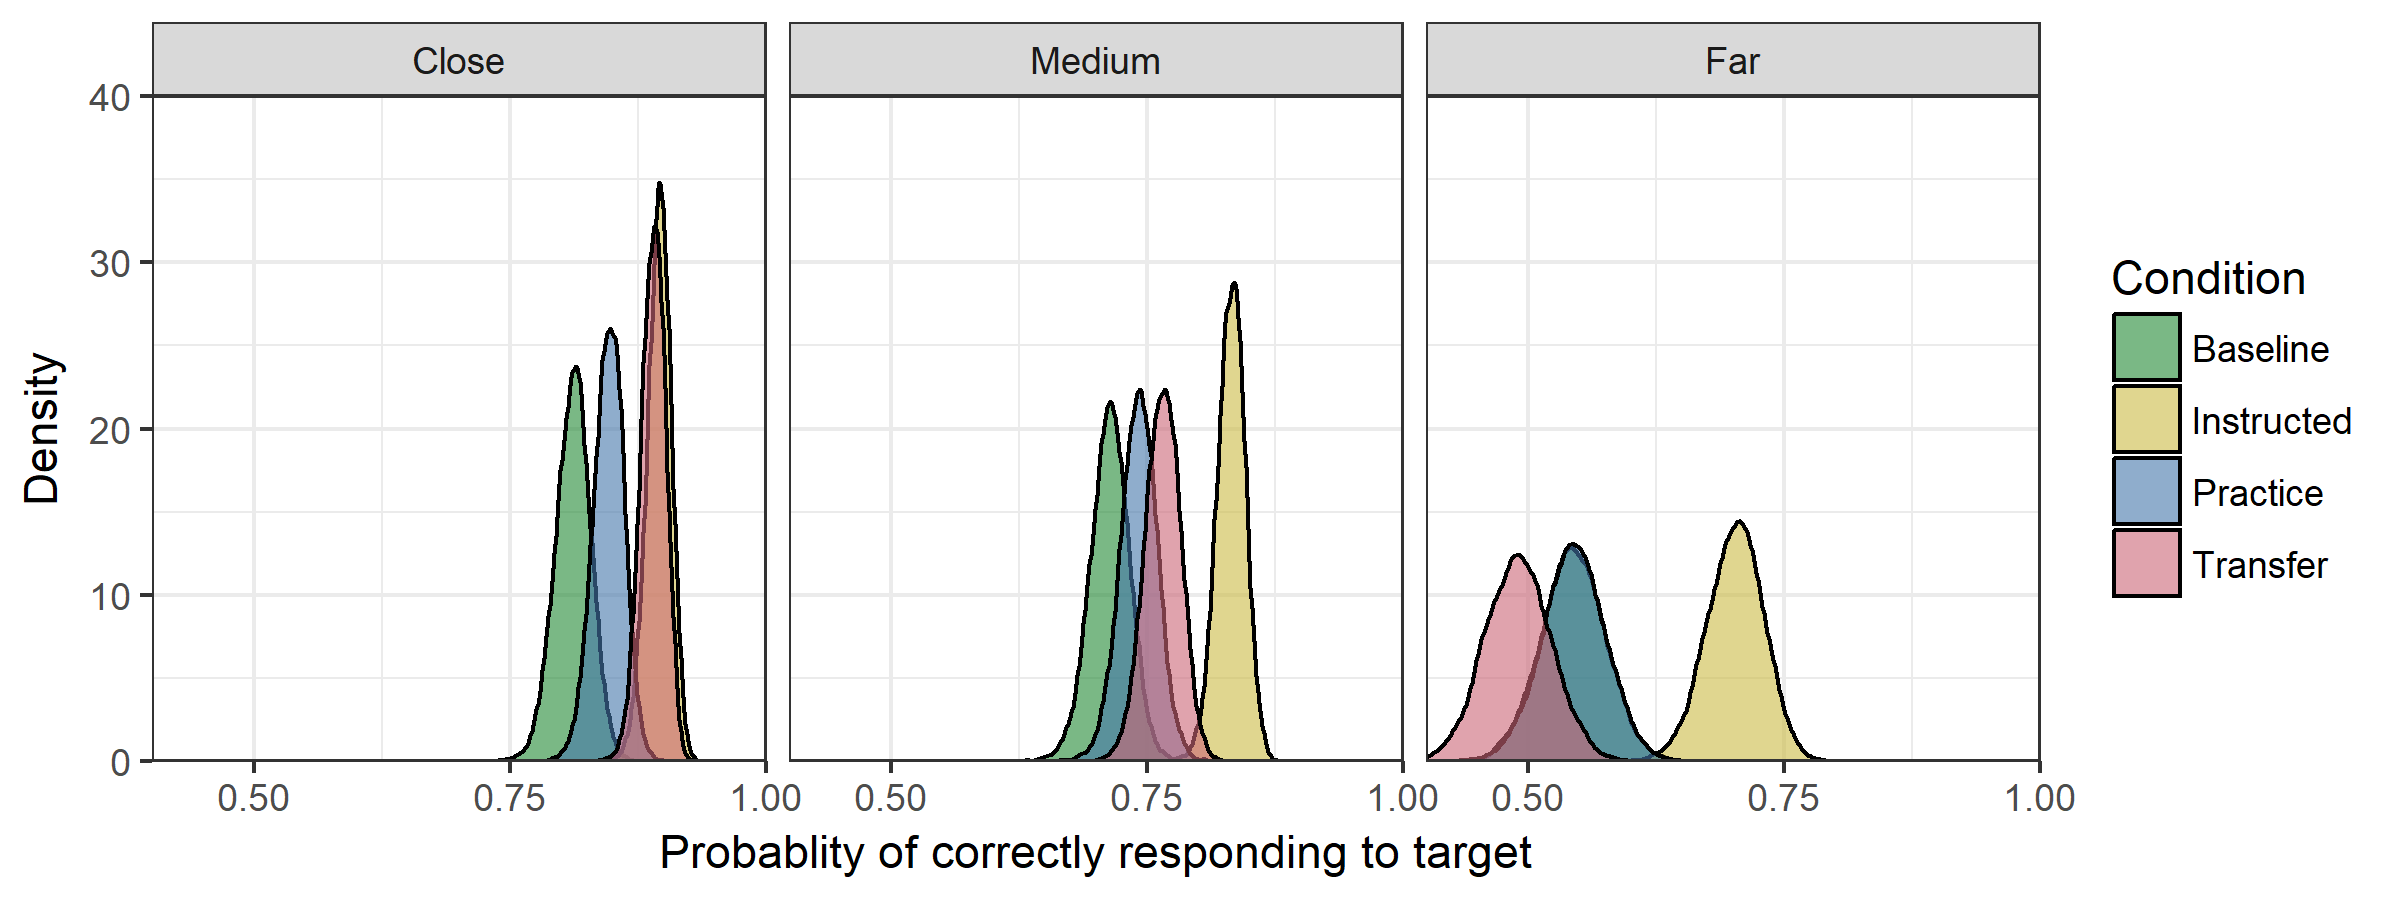 Close Medium Far
40
30
20
10
0
Density
0.50 0.75 1.00 0.50 0.75 1.00 0.50 0.75 1.00
Probablity of correctly responding to target
Condition
Baseline
Instructed
Practice
Transfer